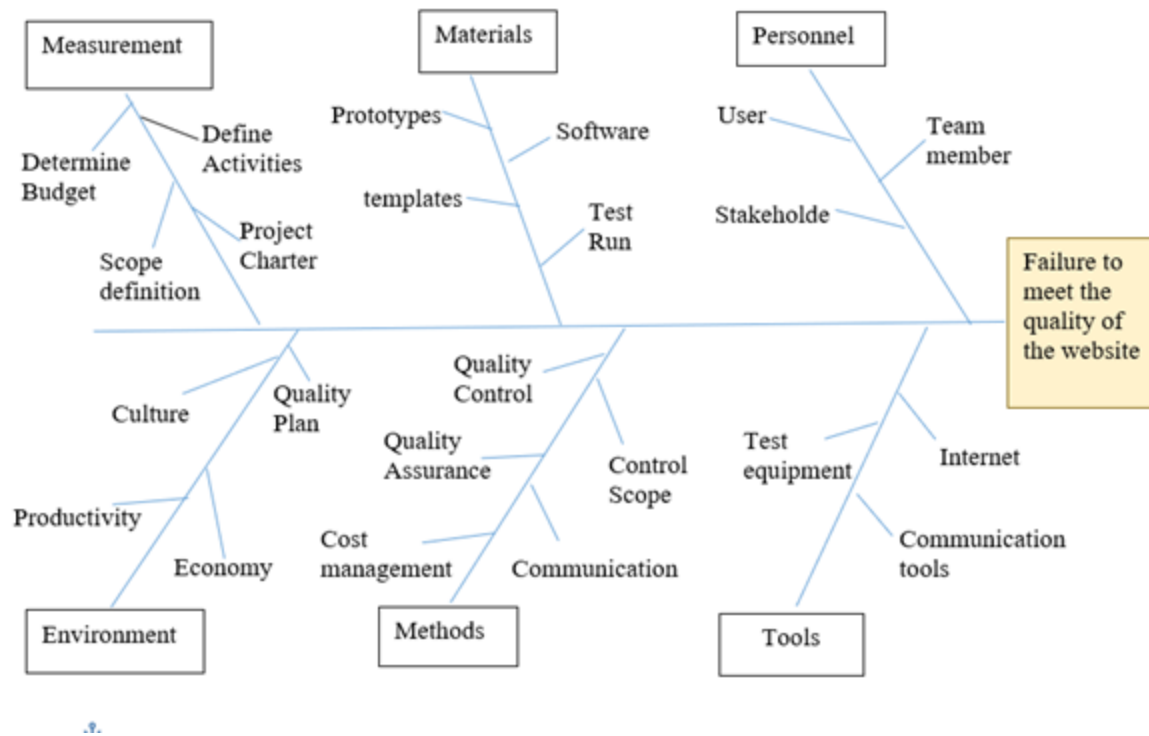 Measurement
Materials
Personnel
Determine
Budget
Define
Activities
Scope
definition
Project
Charter
Prototypes
Software
templates
Test
Run
User
Team
member
Stakeholde
Failure to
meet the
quality of
the website
Culture
Quality
Plan
Productivity
Economy
Environment
Quality
Control
Quality
Assurance
Control
Scope
Cost
management
Communication
Methods
Test
equipment
Internet
Communication
tools
Tools